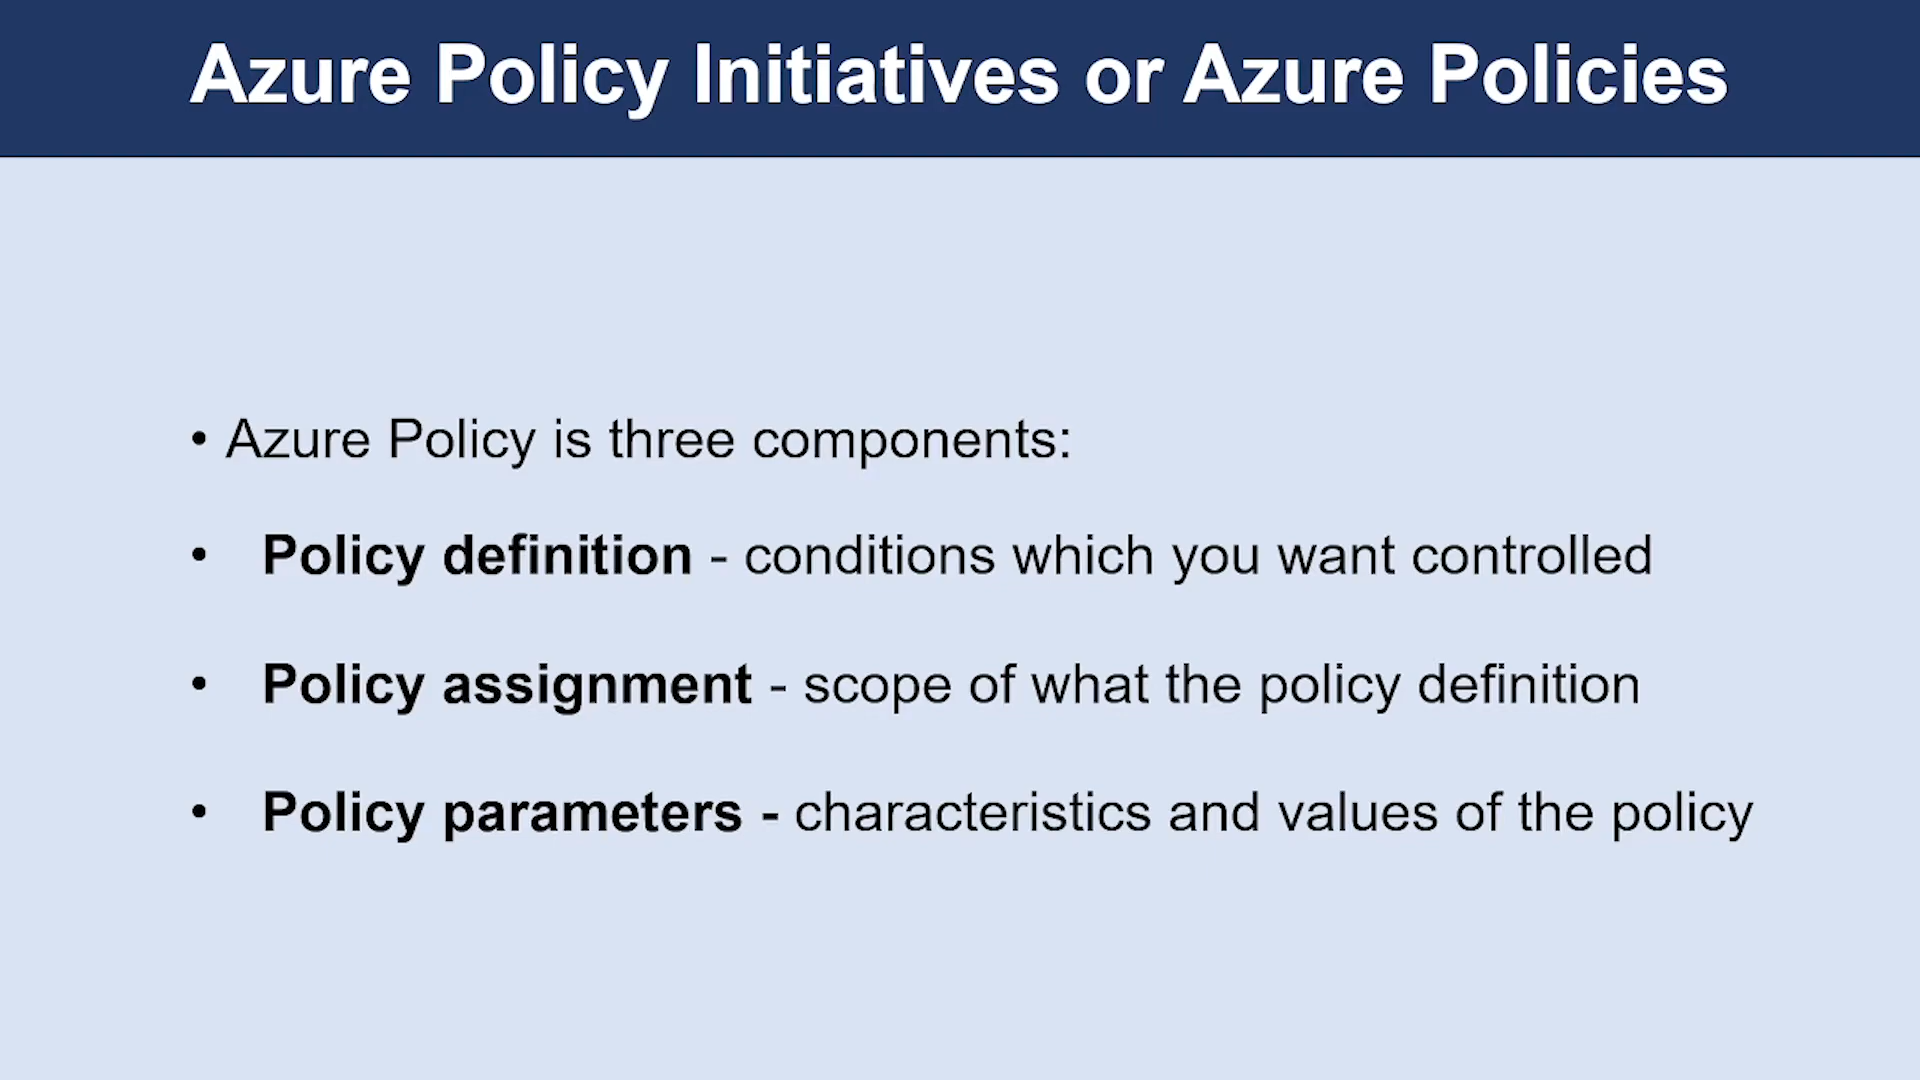 Azure Policy Initiatives or Azure Policies
• Azure Policy is three components:
• Policy definition - conditions which you want controlled
• Policy assignment - scope of what the policy definition
• Policy parameters - characteristics and values of the policy